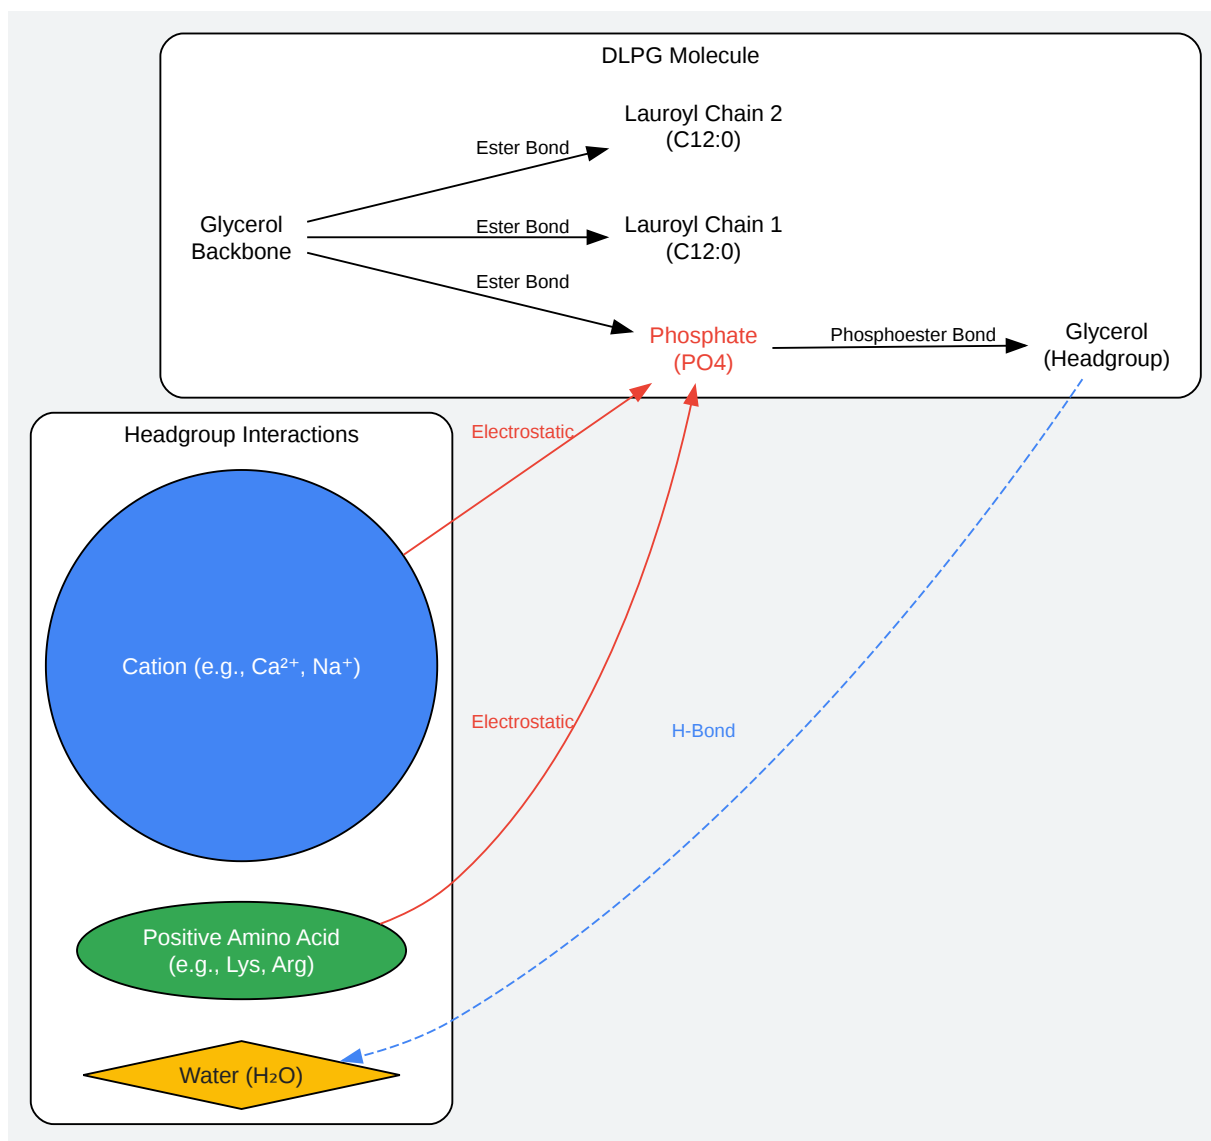 DLPG Molecule
Lauroyl Chain 2
(C12:0)
Ester Bond
Glycerol
Backbone
Ester Bond
Lauroyl Chain 1
(C12:0)
Ester Bond
Phosphate
(PO4)
Phosphoester Bond
Glycerol
(Headgroup)
Headgroup Interactions
Electrostatic
Cation (e.g., Ca²⁺, Na⁺)
Electrostatic
H-Bond
Positive Amino Acid
(e.g., Lys, Arg)
Water (H₂O)